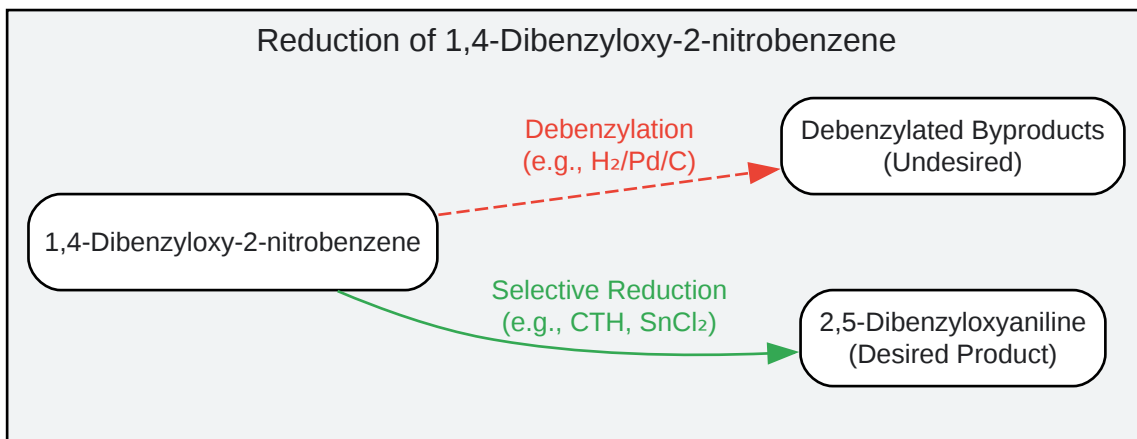 Reduction of 1,4-Dibenzyloxy-2-nitrobenzene
Debenzylation
(e.g., H₂/Pd/C)
Debenzylated Byproducts
(Undesired)
1,4-Dibenzyloxy-2-nitrobenzene
Selective Reduction
(e.g., CTH, SnCl₂)
2,5-Dibenzyloxyaniline
(Desired Product)